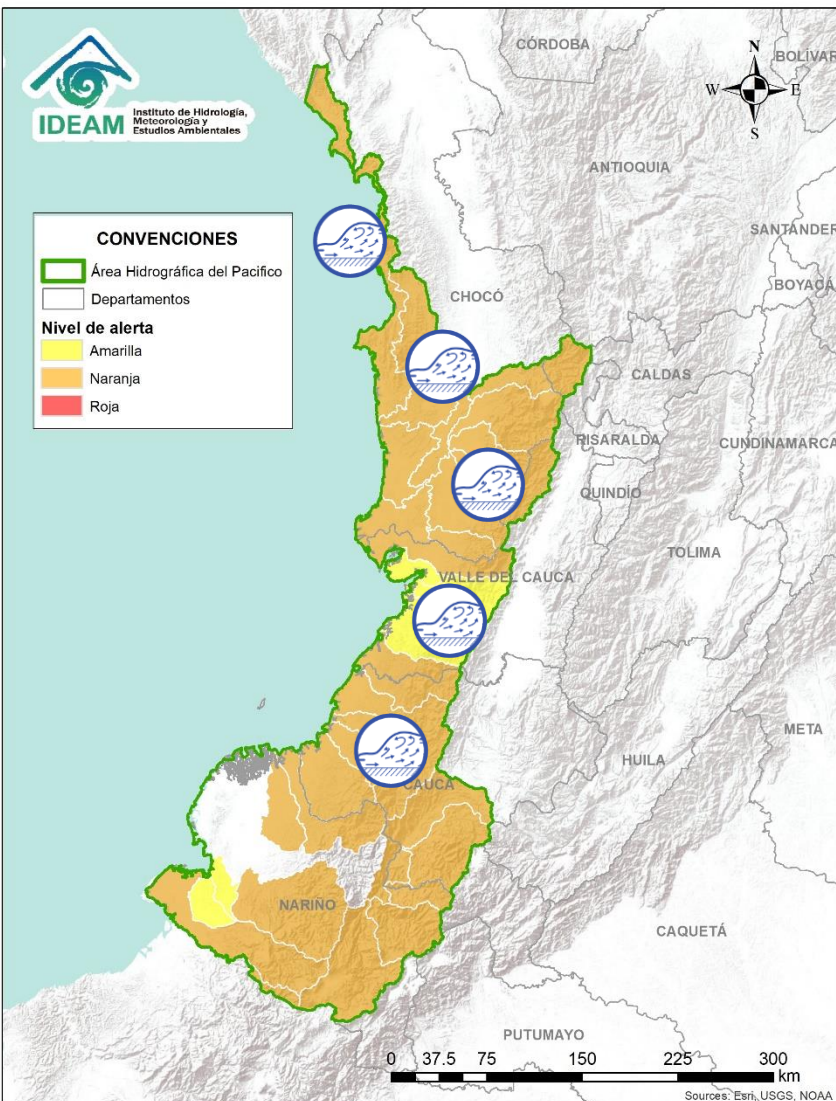 IDEAM
Instituto de Hidrología,
Meteorología y
Estudios Ambientales
CÓRDOBA
BOLÍVAR
N
W
E
S
ANTIOQUIA
SANTANDER
BOYACÁ
CHOCÓ
CONVENCIONES
Área Hidrográfica del Pacifico
Departamentos
Nivel de alerta
Amarilla
Naranja
Roja
CALDAS
RISARALDA
CUNDINAMARCA
QUINDÍO
TOLIMA
VALLE DEL CAUCA
META
HUILA
CAUCA
NARIÑO
CAQUETÁ
PUTUMAYO
0 37.5 75 150 225 300
km
Sources: Esri, USGS, NOAA